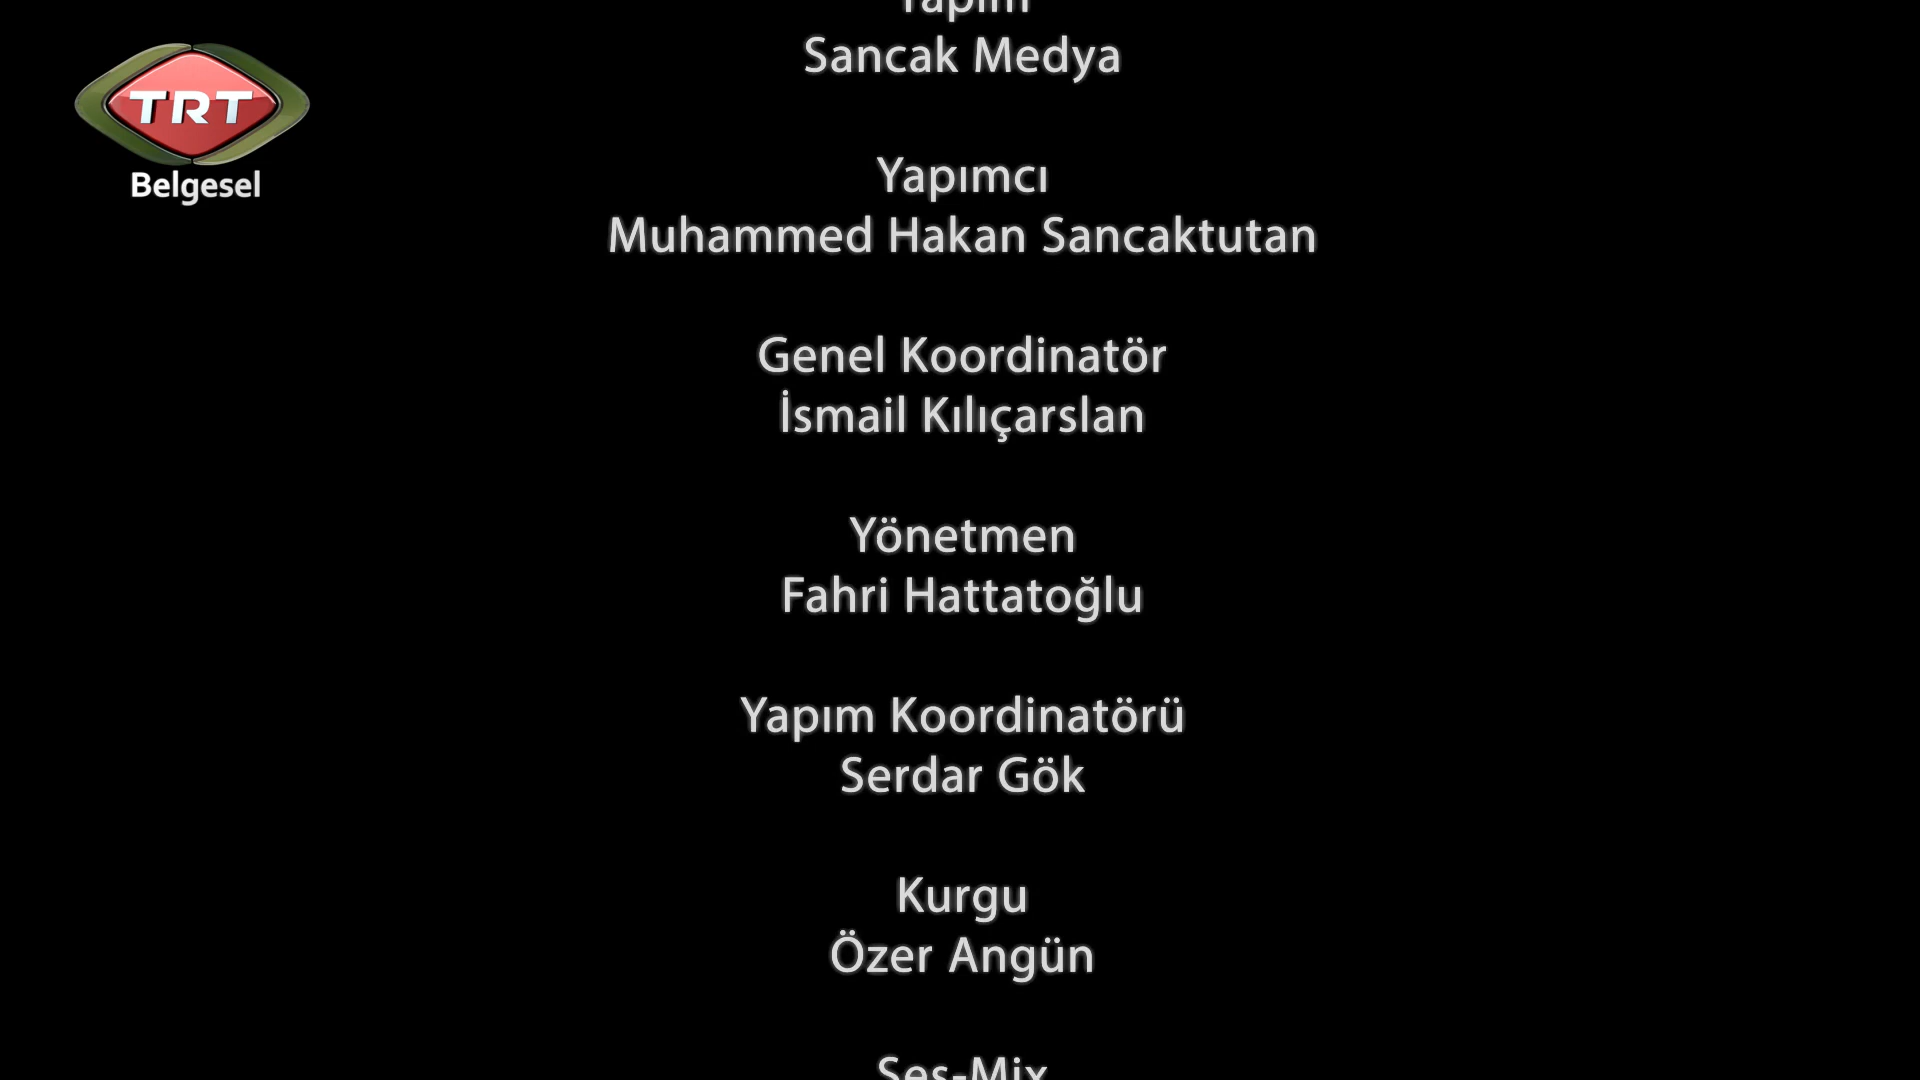 Yapım
Sancak Medya
TRT
Belgesel
Yapımcı
Muhammed Hakan Sancaktutan
Genel Koordinatör
İsmail Kılıçarslan
Yönetmen
Fahri Hattatoğlu
Yapım Koordinatörü
Serdar Gök
Kurgu
Özer Angün
Ses-Mix